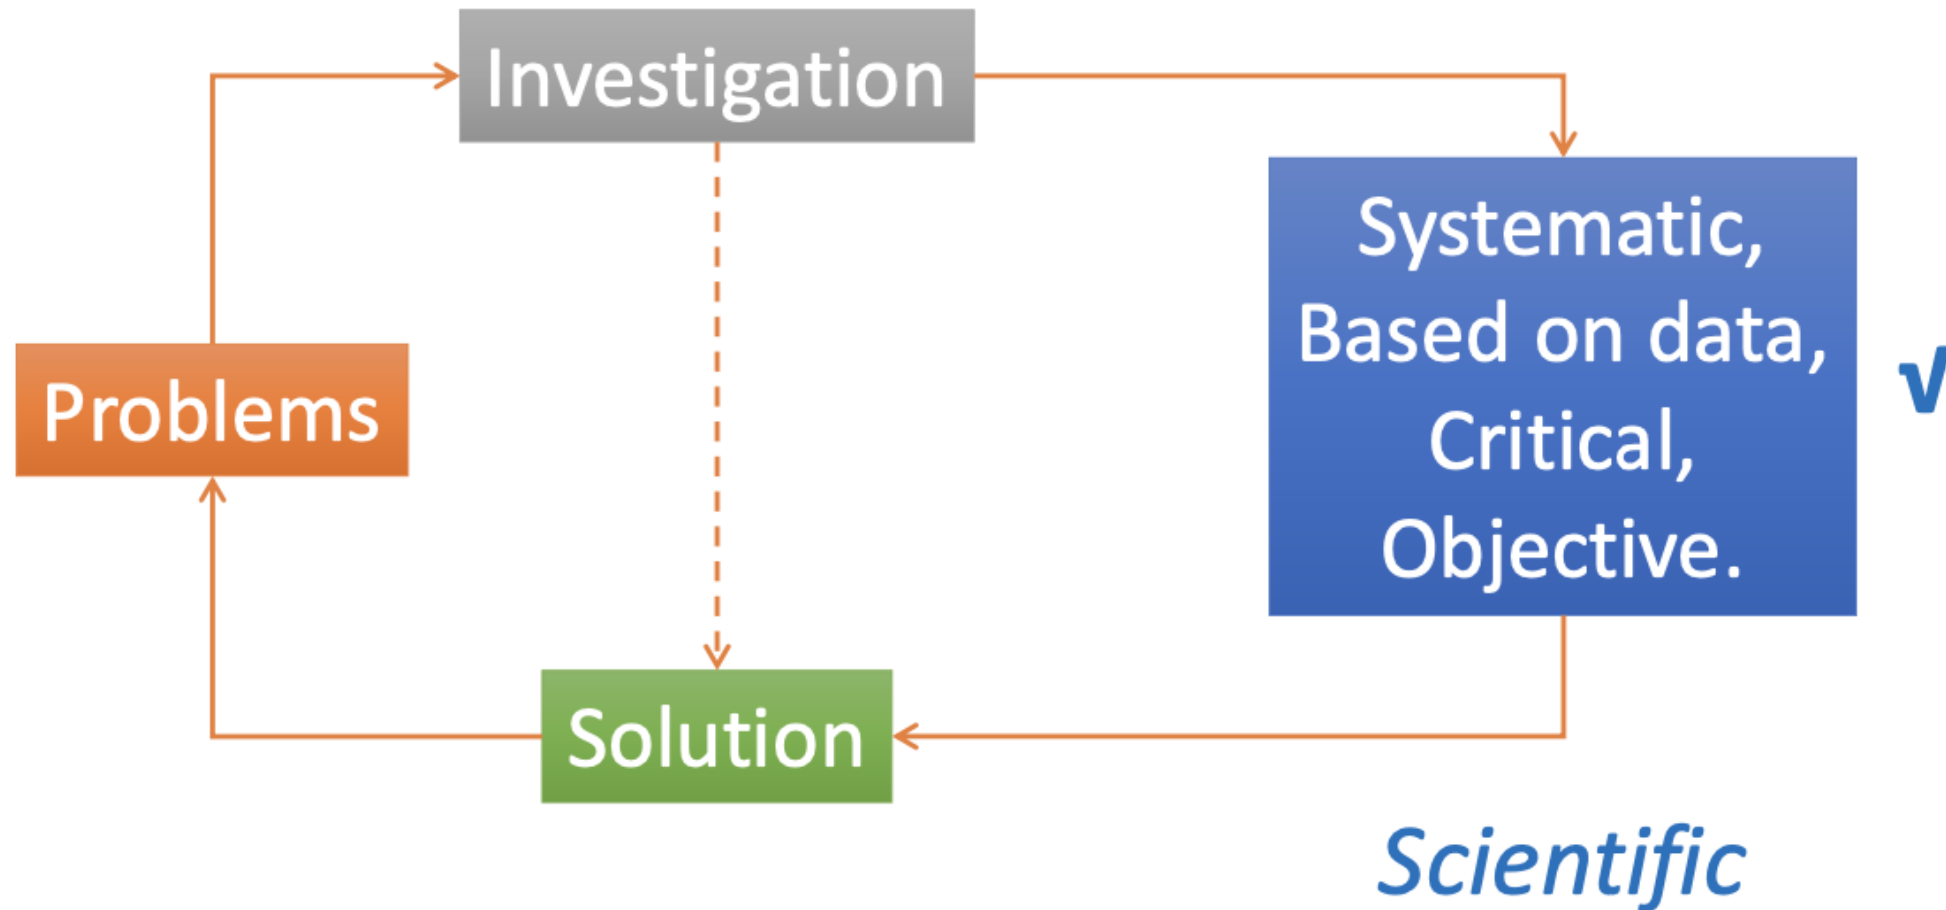 Investigation
Systematic,
Based on data,
Critical,
Objective.
√
Problems
Solution
Scientific